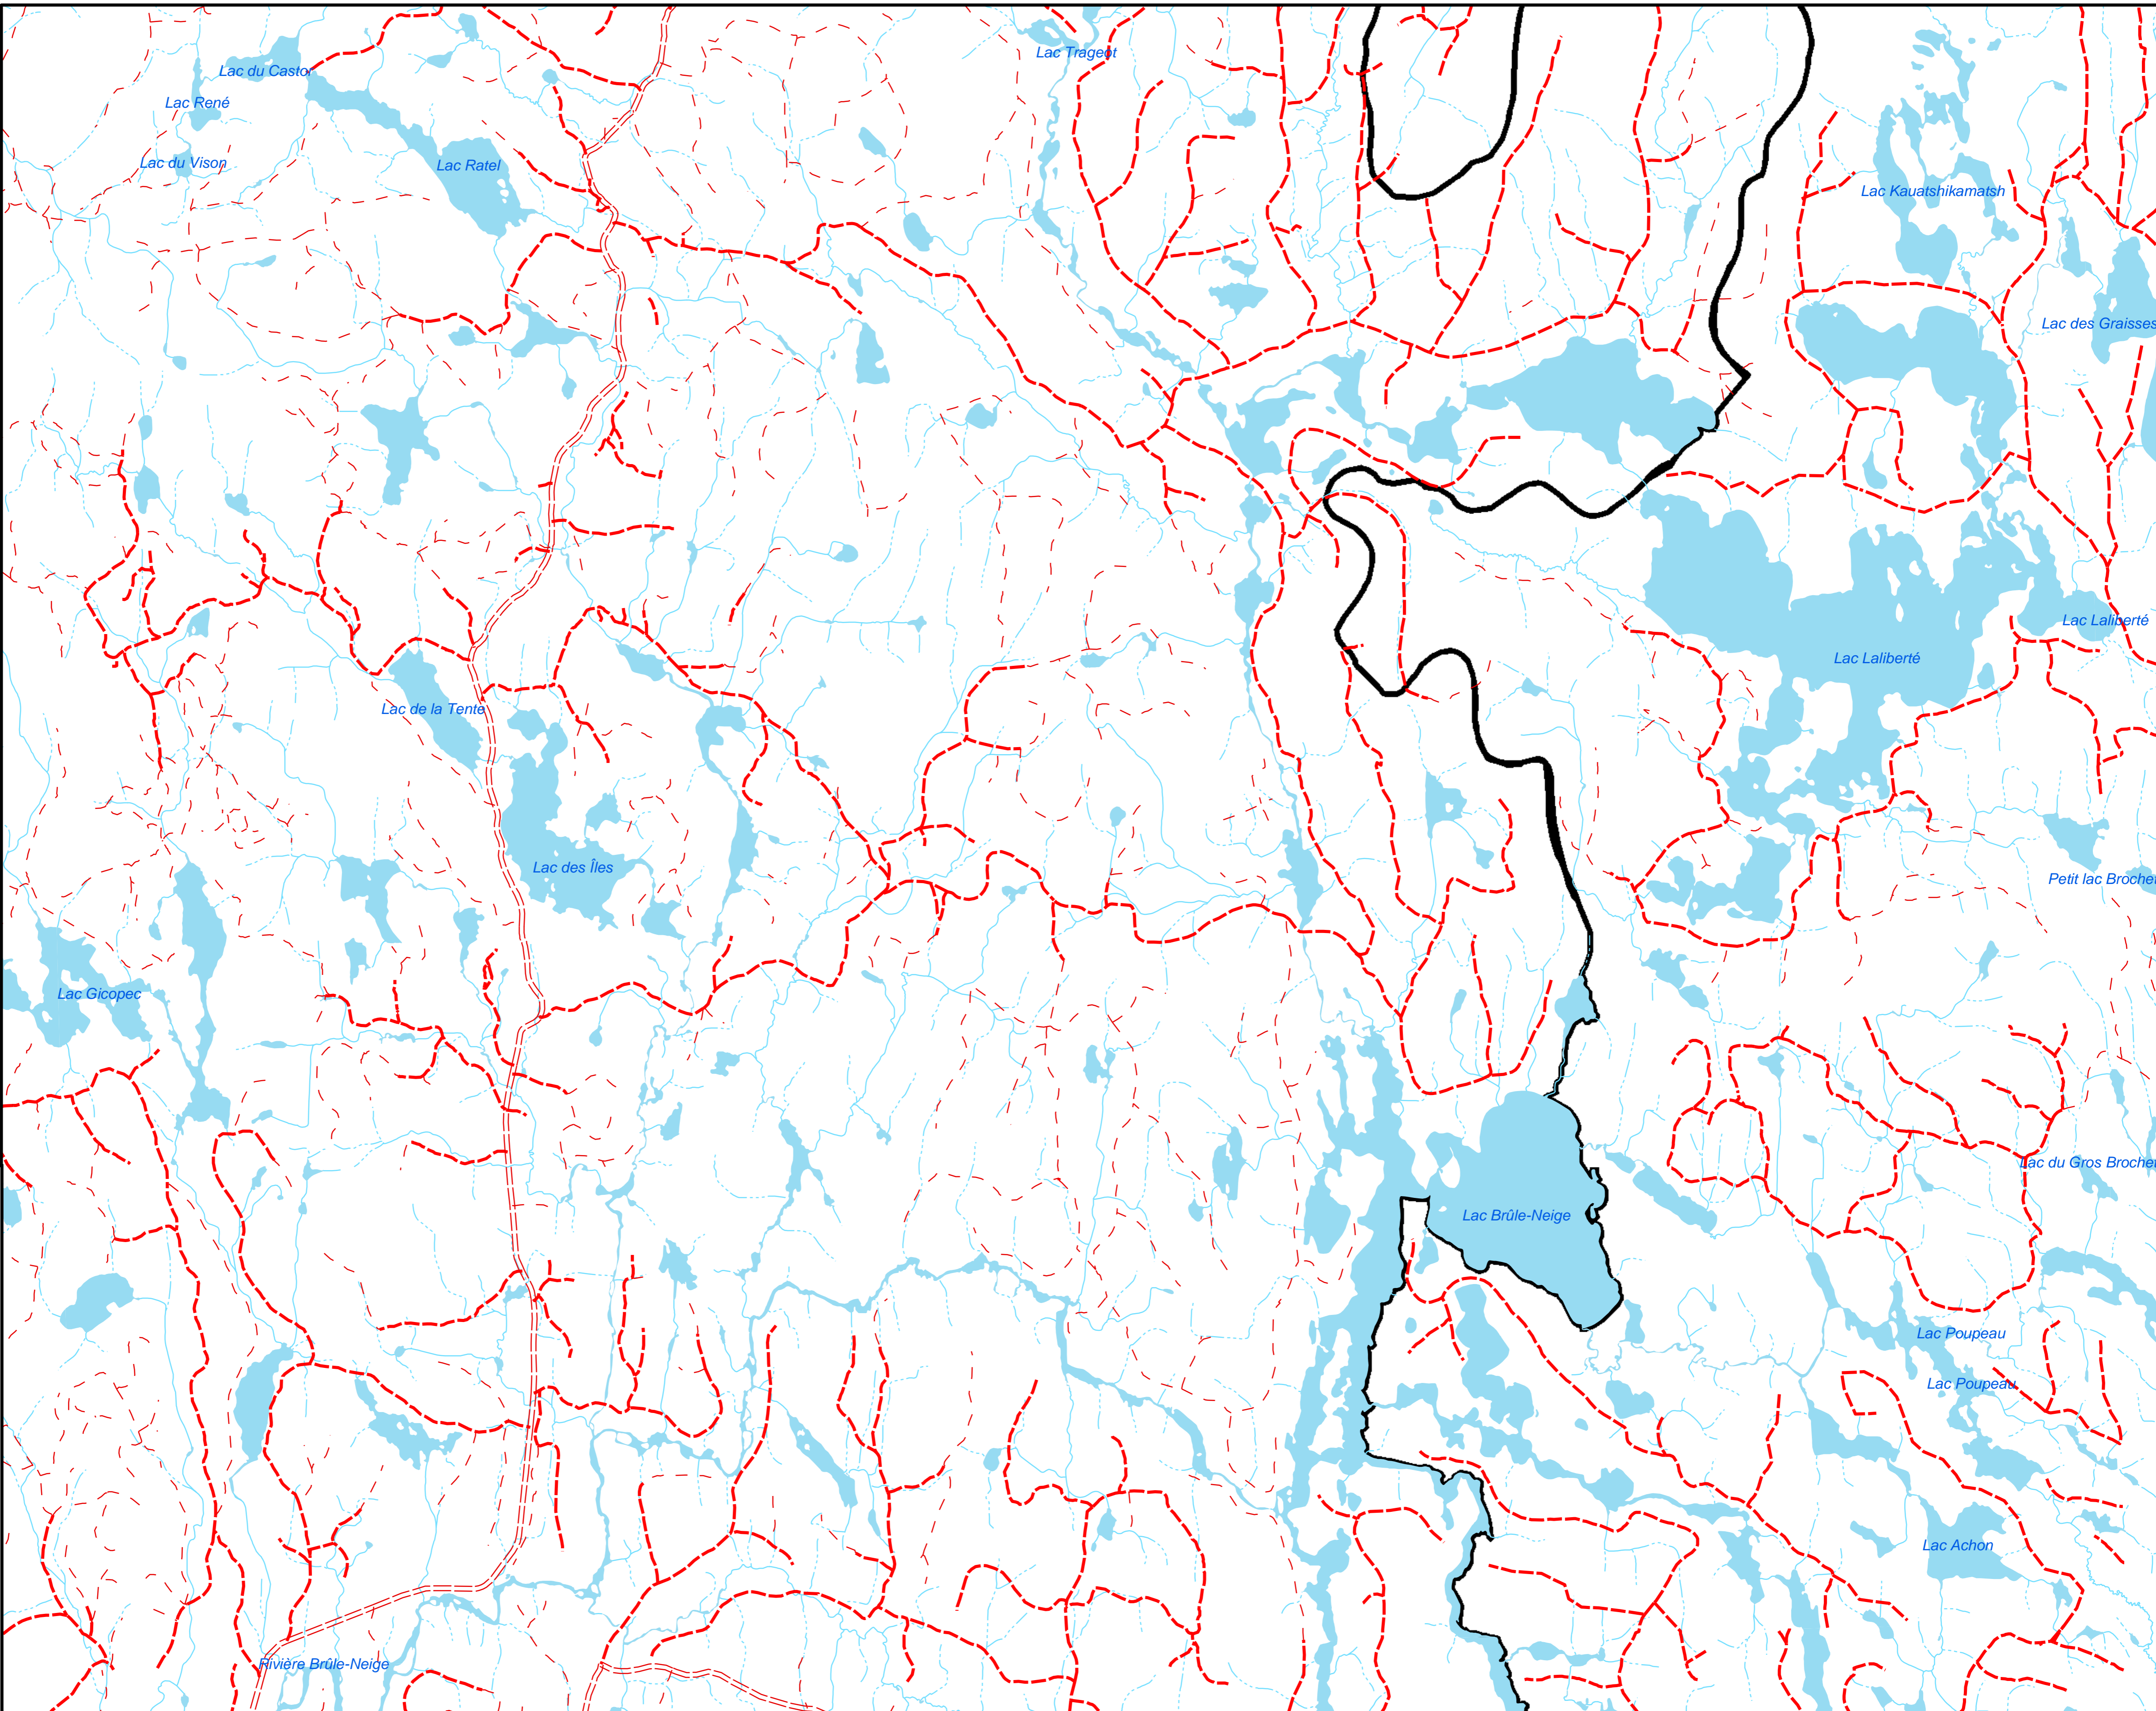 Lac Trageot
Lac du Castor
Lac René
Lac du Vison
Lac Ratel
Lac Kauatshikamatsh
Lac des Graisses
Lac Laliberté
Lac Laliberté
Lac de la Tente
Lac des Îles
Petit lac Brochet
Lac Gicopec
Lac du Gros Brochet
Lac Brûle-Neige
Lac Poupeau
Lac Poupeau
Lac Achon
Rivière Brûle-Neige